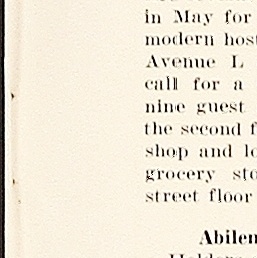 in May for
modern host
Avenue L
call for a
nine guest
the second f
shop and lo
grocery sto
street floor
Abilen